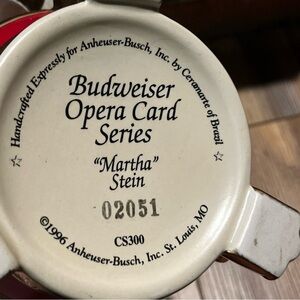 Handcrafted Expressly for Anheuser-Busch, Inc. by Ceramarte of Brazil
Budweiser
Opera Card
Series
"Martha"
Stein
02051
CS300
©1996 Anheuser-Busch, Inc. St. Louis, MO